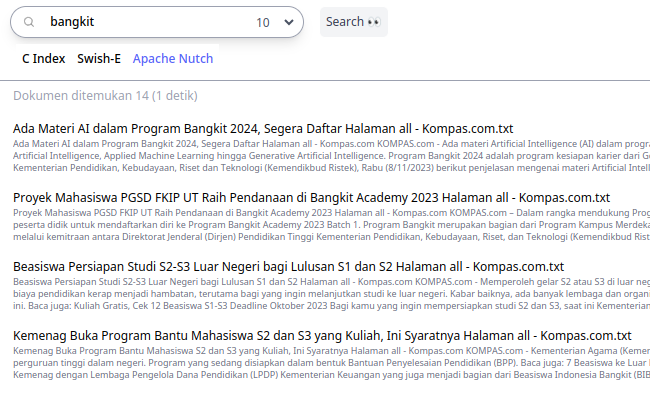 bangkit 10 Search
C Index Swish-E Apache Nutch
Dokumen ditemukan 14 (1 detik)
Ada Materi AI dalam Program Bangkit 2024, Segera Daftar Halaman all - Kompas.com.txt
Ada Materi AI dalam Program Bangkit 2024, Segera Daftar Halaman all - Kompas.com KOMPAS.com - Ada materi Artificial Intelligence (AI) dalam progr
Artificial Intelligence, Applied Machine Learning hingga Generative Artificial Intelligence. Program Bangkit 2024 adalah program kesiapan karier dari G
Kementerian Pendidikan, Kebudayaan, Riset dan Teknologi (Kemendikbud Ristek), Rabu (8/11/2023) berikut penjelasan mengenai materi Artificial Intell
Proyek Mahasiswa PGSD FKIP UT Raih Pendanaan di Bangkit Academy 2023 Halaman all - Kompas.com.txt
Proyek Mahasiswa PGSD FKIP UT Raih Pendanaan di Bangkit Academy 2023 Halaman all - Kompas.com KOMPAS.com – Dalam rangka mendukung Prog
peserta didik untuk mendaftarkan diri ke Program Bangkit Academy 2023 Batch 1. Program Bangkit merupakan bagian dari Program Kampus Merdeka
melalui kemitraan antara Direktorat Jenderal (Dirjen) Pendidikan Tinggi Kementerian Pendidikan, Kebudayaan, Riset, dan Teknologi (Kemendikbud Rist
Beasiswa Persiapan Studi S2-S3 Luar Negeri bagi Lulusan S1 dan S2 Halaman all - Kompas.com.txt
Beasiswa Persiapan Studi S2-S3 Luar Negeri bagi Lulusan S1 dan S2 Halaman all - Kompas.com KOMPAS.com - Memperoleh gelar S2 atau S3 di luar neg
biaya pendidikan kerap menjadi hambatan, terutama bagi yang ingin melanjutkan studi ke luar negeri. Kabar baiknya, ada banyak lembaga dan organ
ini. Baca juga: Kuliah Gratis, Cek 12 Beasiswa S1-S3 Deadline Oktober 2023 Bagi kamu yang ingin mempersiapkan studi S2 dan S3, saat ini Kementerian
Kemenag Buka Program Bantu Mahasiswa S2 dan S3 yang Kuliah, Ini Syaratnya Halaman all - Kompas.com.txt
Kemenag Buka Program Bantu Mahasiswa S2 dan S3 yang Kuliah, Ini Syaratnya Halaman all - Kompas.com KOMPAS.com - Kementerian Agama (Kemen
perguruan tinggi dalam negeri. Program yang sedang disiapkan dalam bentuk Bantuan Penyelesaian Pendidikan (BPP). Baca juga: 7 Beasiswa ke Luar
Kemenag dengan Lembaga Pengelola Dana Pendidikan (LPDP) Kementerian Keuangan yang juga menjadi bagian dari Beasiswa Indonesia Bangkit (BIB